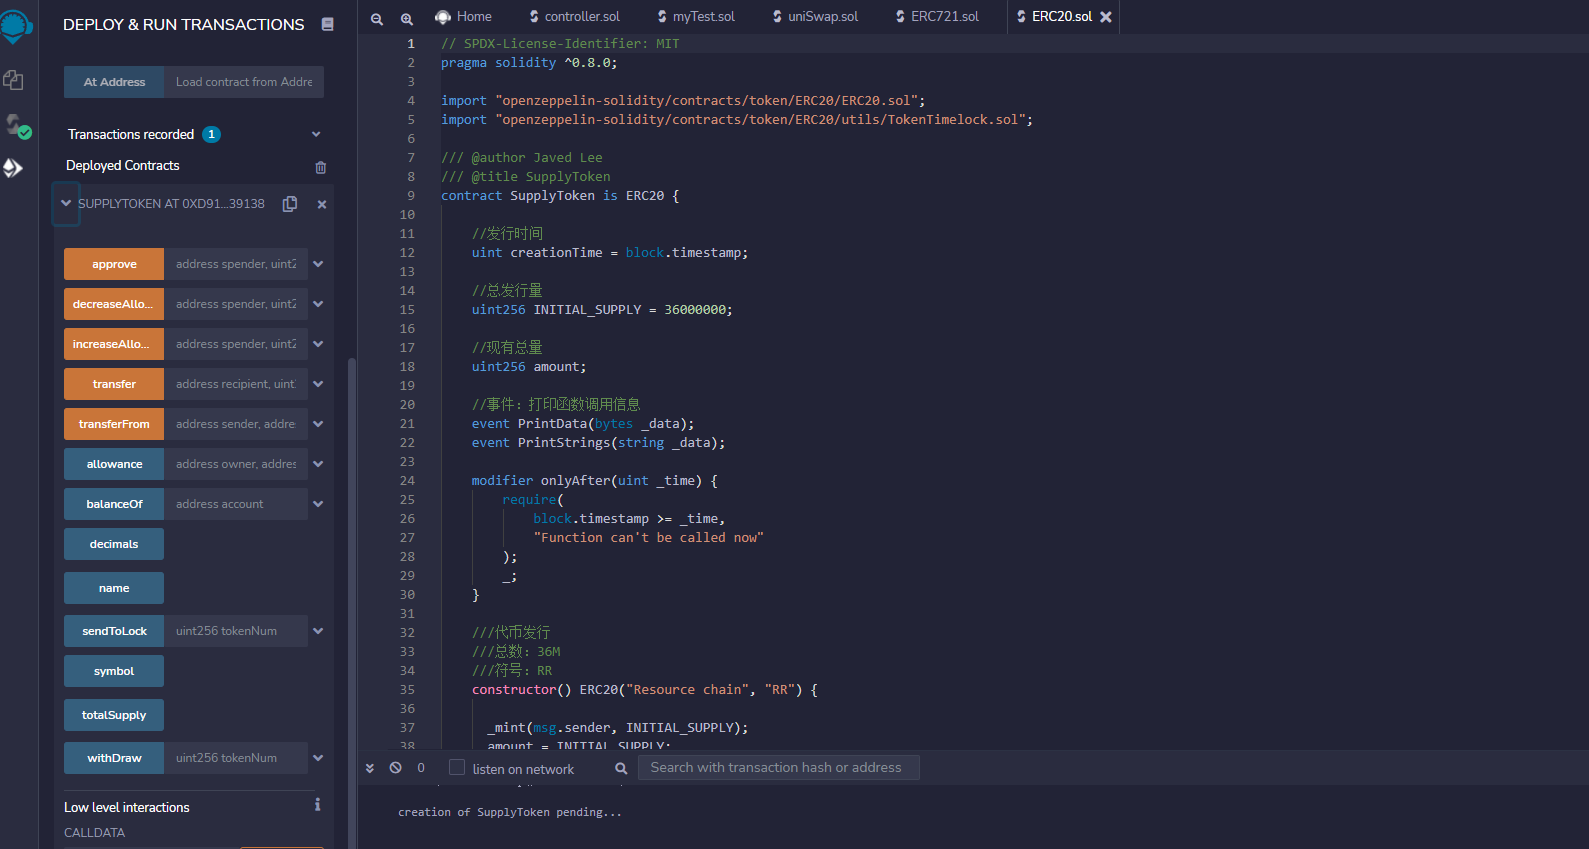 DEPLOY & RUN TRANSACTIONS
At Address
Load contract from Addre
Transactions recorded 1
Deployed Contracts
SUPPLYTOKEN AT 0XD91...39138
approve address spender, uint2
decreaseAllo... address spender, uint2
increaseAllo... address spender, uint2
transfer address recipient, uint
transferFrom address sender, addre
allowance address owner, addres
balanceOf address account
decimals
name
sendToLock uint256 tokenNum
symbol
totalSupply
withDraw uint256 tokenNum
Low level interactions
CALLDATA
Home controller.sol myTest.sol uniSwap.sol ERC721.sol ERC20.sol
1 // SPDX-License-Identifier: MIT
2 pragma solidity ^0.8.0;
3
4 import "openzeppelin-solidity/contracts/token/ERC20/ERC20.sol";
5 import "openzeppelin-solidity/contracts/token/ERC20/utils/TokenTimelock.sol";
6
7 /// @author Javed Lee
8 /// @title SupplyToken
9 contract SupplyToken is ERC20 {
10
11 //发行时间
12 uint creationTime = block.timestamp;
13
14 //总发行量
15 uint256 INITIAL_SUPPLY = 36000000;
16
17 //现有总量
18 uint256 amount;
19
20 //事件：打印函数调用信息
21 event PrintData(bytes _data);
22 event PrintStrings(string _data);
23
24 modifier onlyAfter(uint _time) {
25 require(
26 block.timestamp >= _time,
27 "Function can't be called now"
28 );
29 _;
30 }
31
32 ///代币发行
33 ///总数：36M
34 ///符号：RR
35 constructor() ERC20("Resource chain", "RR") {
36
37 _mint(msg.sender, INITIAL_SUPPLY);
38 amount = INITIAL_SUPPLY;
0 listen on network Search with transaction hash or address
creation of SupplyToken pending...